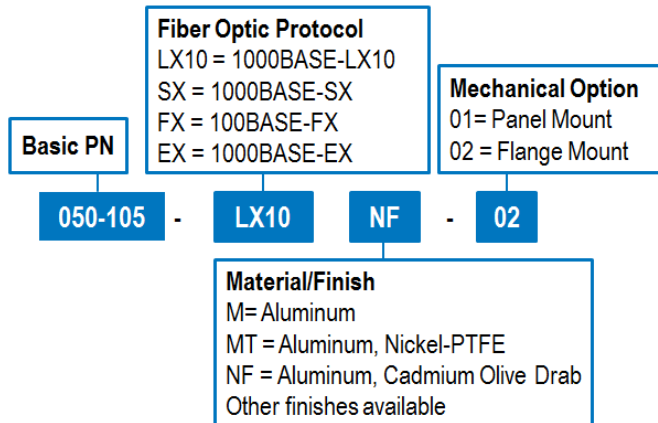 Fiber Optic Protocol
LX10 = 1000BASE-LX10
SX = 1000BASE-SX
FX = 100BASE-FX
EX = 1000BASE-EX
Mechanical Option
01= Panel Mount
02 = Flange Mount
Basic PN
050-105 - LX10 NF - 02
Material/Finish
M= Aluminum
MT = Aluminum, Nickel-PTFE
NF = Aluminum, Cadmium Olive Drab
Other finishes available